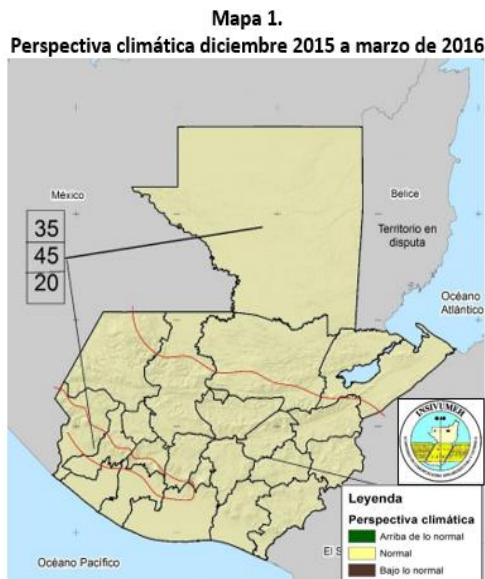 Mapa 1.
Perspectiva climática diciembre 2015 a marzo de 2016
México
Belice
Territorio en
disputa
35
45
20
Océano
Atlántico
INSIVUMEH
Leyenda
Perspectiva climática
Arriba de lo normal
Normal
Bajo lo normal
El S
Océano Pacífico